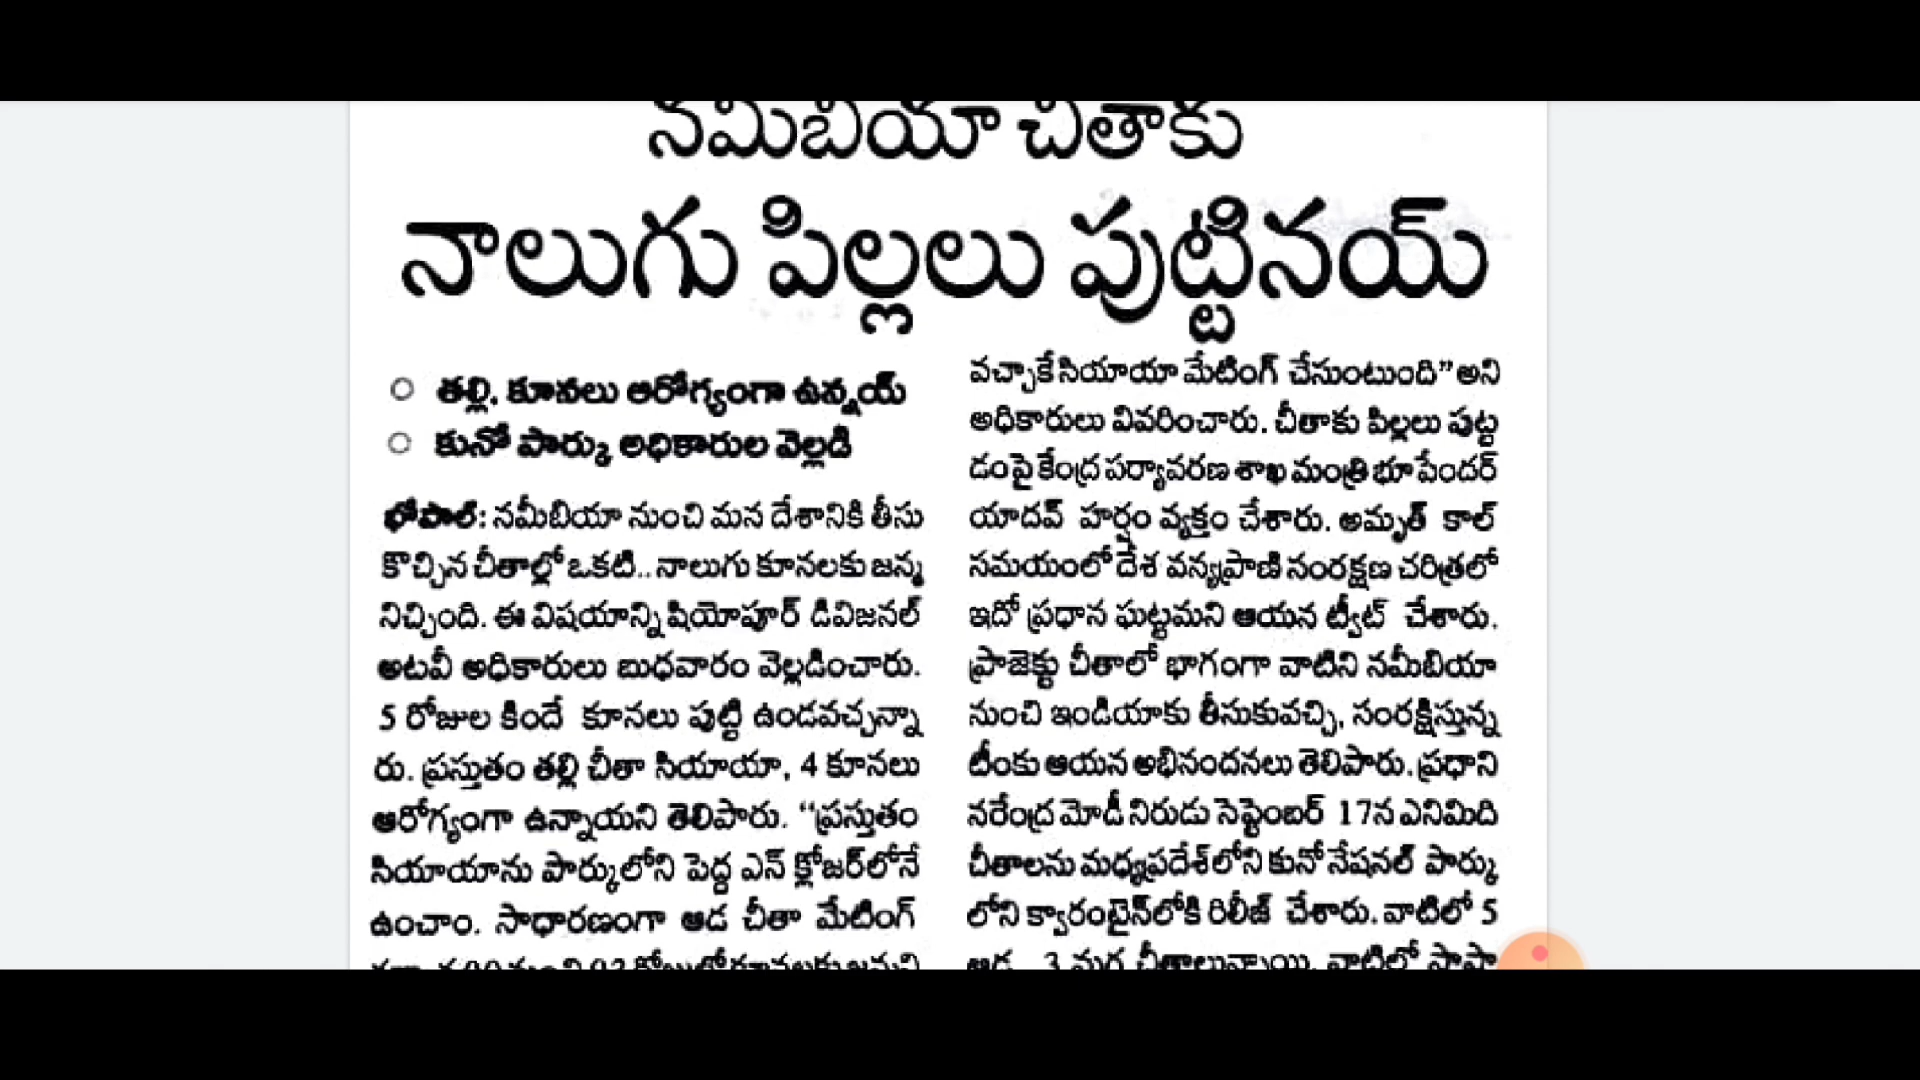 నమీబియా చీతాకు
నాలుగు పిల్లలు పుట్టినయ్
తల్లి, కూనలు ఆరోగ్యంగా ఉన్నయ్
కునో పార్కు అధికారుల వెల్లడి
భోపాల్: నమీబియా నుంచి మన దేశానికి తీసు
కొచ్చిన చీతాల్లో ఒకటి.. నాలుగు కూనలకు జన్మ
నిచ్చింది. ఈ విషయాన్ని షియోపూర్ డివిజనల్
అటవీ అధికారులు బుధవారం వెల్లడించారు.
5 రోజుల కిందే కూనలు పుట్టి ఉండవచ్చన్నా
రు. ప్రస్తుతం తల్లి చీతా సియాయా, 4 కూనలు
ఆరోగ్యంగా ఉన్నాయని తెలిపారు. “ప్రస్తుతం
సియాయాను పార్కులోని పెద్ద ఎన్ క్లోజర్‌లోనే
ఉంచాం. సాధారణంగా ఆడ చీతా మేటింగ్
వచ్చాకే సియాయా మేటింగ్ చేసుంటుంది” అని
అధికారులు వివరించారు. చీతాకు పిల్లలు పుట్ట
డంపై కేంద్ర పర్యావరణ శాఖ మంత్రి భూపేందర్
యాదవ్ హర్షం వ్యక్తం చేశారు. అమృత్ కాల్
సమయంలో దేశ వన్యప్రాణి సంరక్షణ చరిత్రలో
ఇదో ప్రధాన ఘట్టమని ఆయన ట్వీట్ చేశారు.
ప్రాజెక్టు చీతాలో భాగంగా వాటిని నమీబియా
నుంచి ఇండియాకు తీసుకువచ్చి, సంరక్షిస్తున్న
టీంకు ఆయన అభినందనలు తెలిపారు. ప్రధాని
నరేంద్ర మోడీ నిరుడు సెప్టెంబర్ 17న ఎనిమిది
చీతాలను మధ్యప్రదేశ్‌లోని కునో నేషనల్ పార్కు
లోని క్వారంటైన్‌లోకి రిలీజ్ చేశారు. వాటిలో 5
ఆడ, 3 మగ చీతాలున్నాయి. వాటిలో